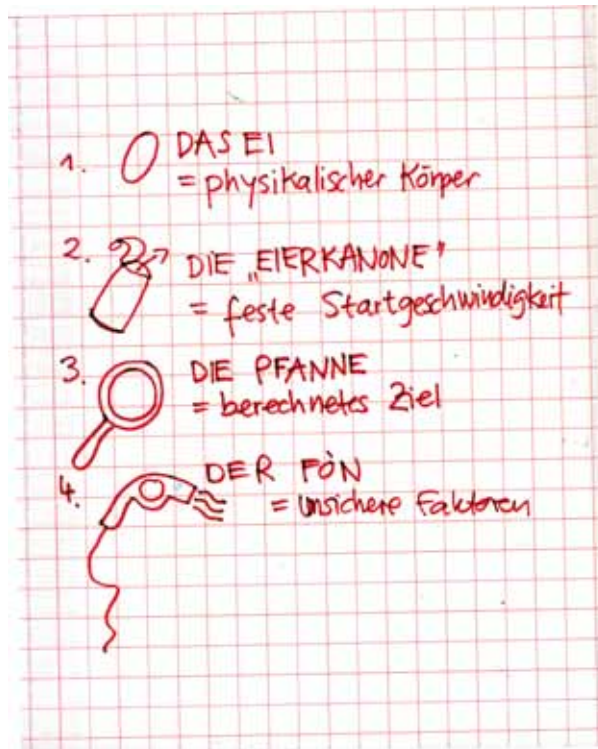 1. DAS EI
= physikalischer Körper
2. DIE „EIERKANONE"
= feste Startgeschwindigkeit
3. DIE PFANNE
= berechnetes Ziel
4. DER FÖN
= unsichere Faktoren